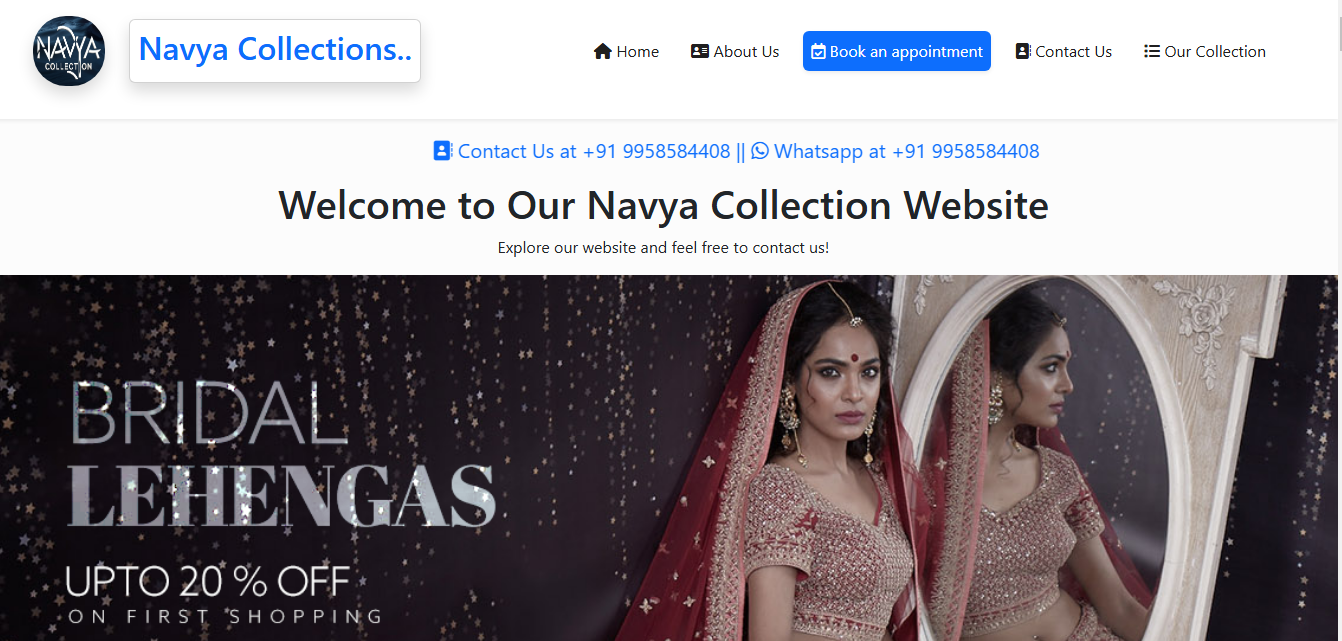 NAVYA
COLLECTION
Navya Collections..
Home
About Us
Book an appointment
Contact Us
Our Collection
Contact Us at +91 9958584408 || Whatsapp at +91 9958584408
Welcome to Our Navya Collection Website
Explore our website and feel free to contact us!
BRIDAL
LEHENGAS
UPTO 20 % OFF
ON FIRST SHOPPING